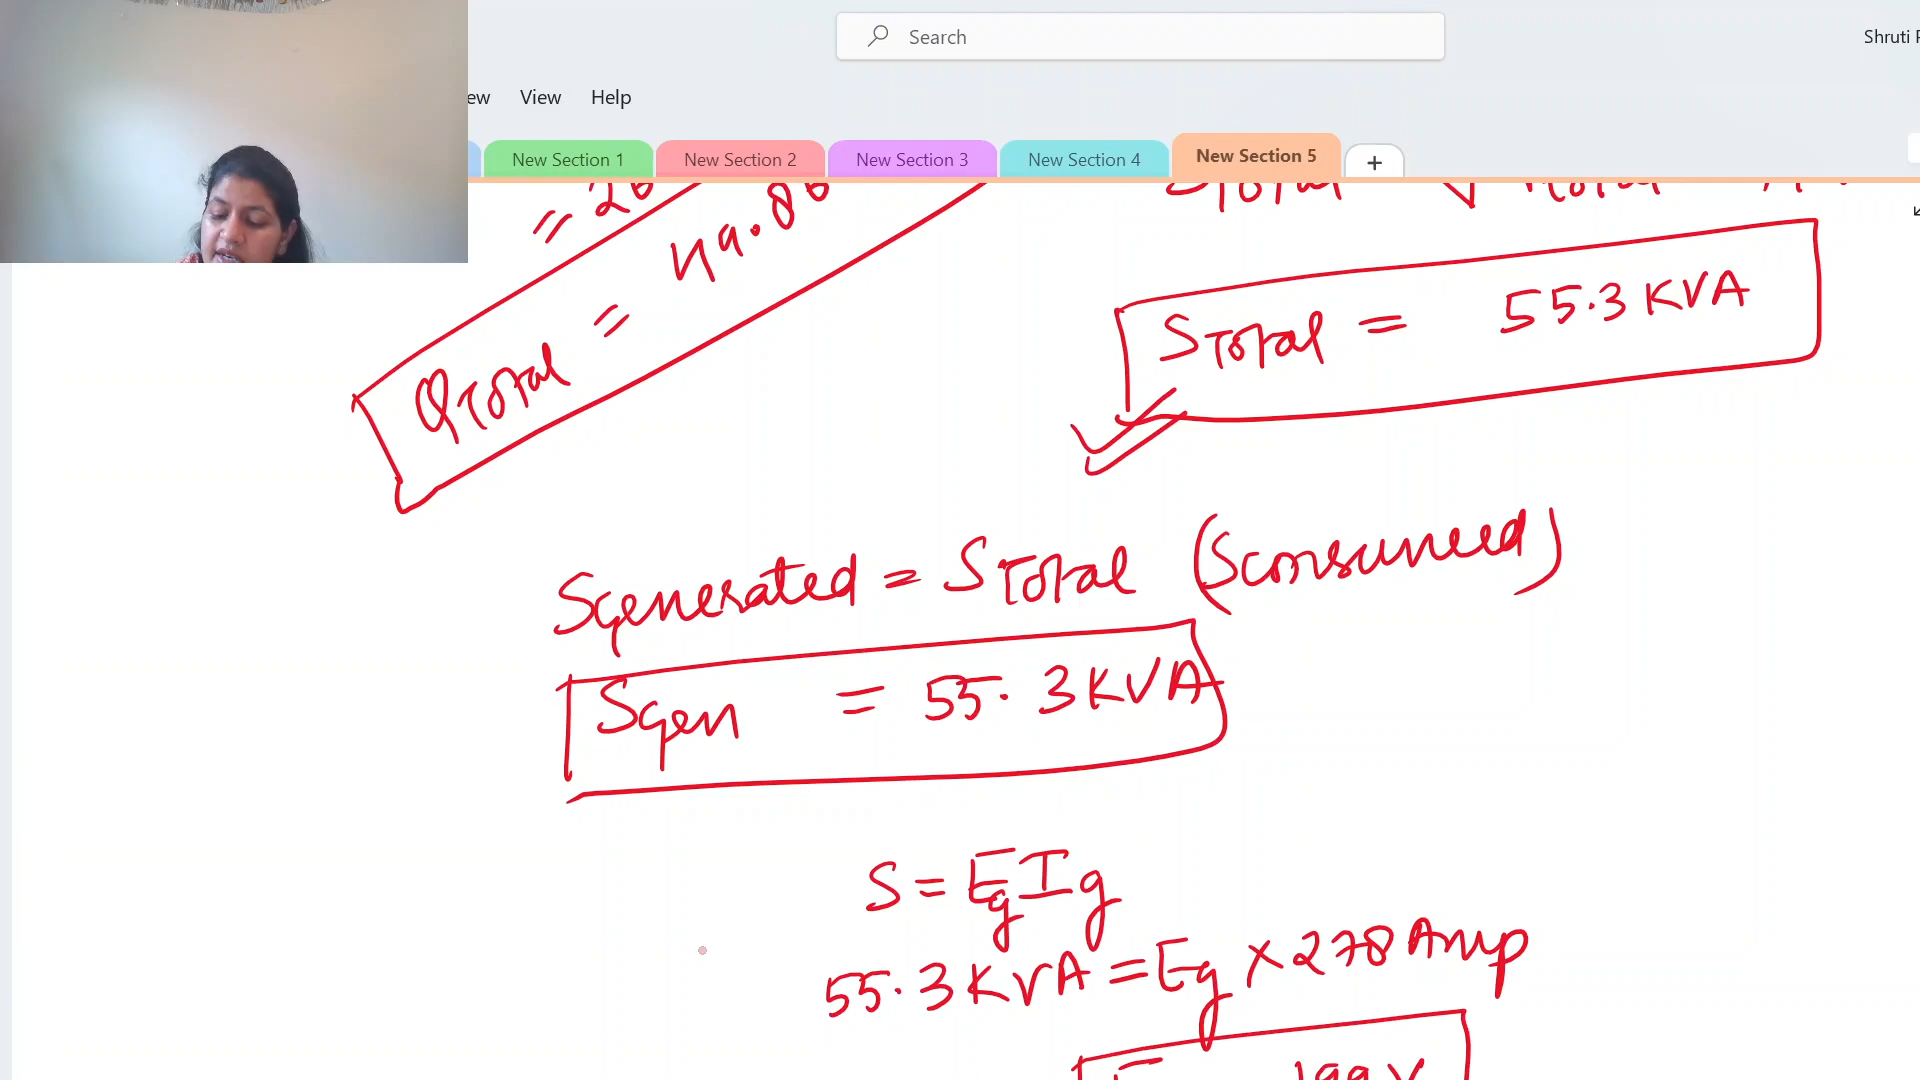 Search
Shruti
ew View Help
New Section 1 New Section 2 New Section 3 New Section 4 New Section 5 +
QTotal = 49.86
STotal = 55.3 KVA
Sgenerated = STotal (Sconsumed)
Sgen = 55.3 KVA
S = EgIg
55.3 KVA = Eg × 278 Amp
199 V